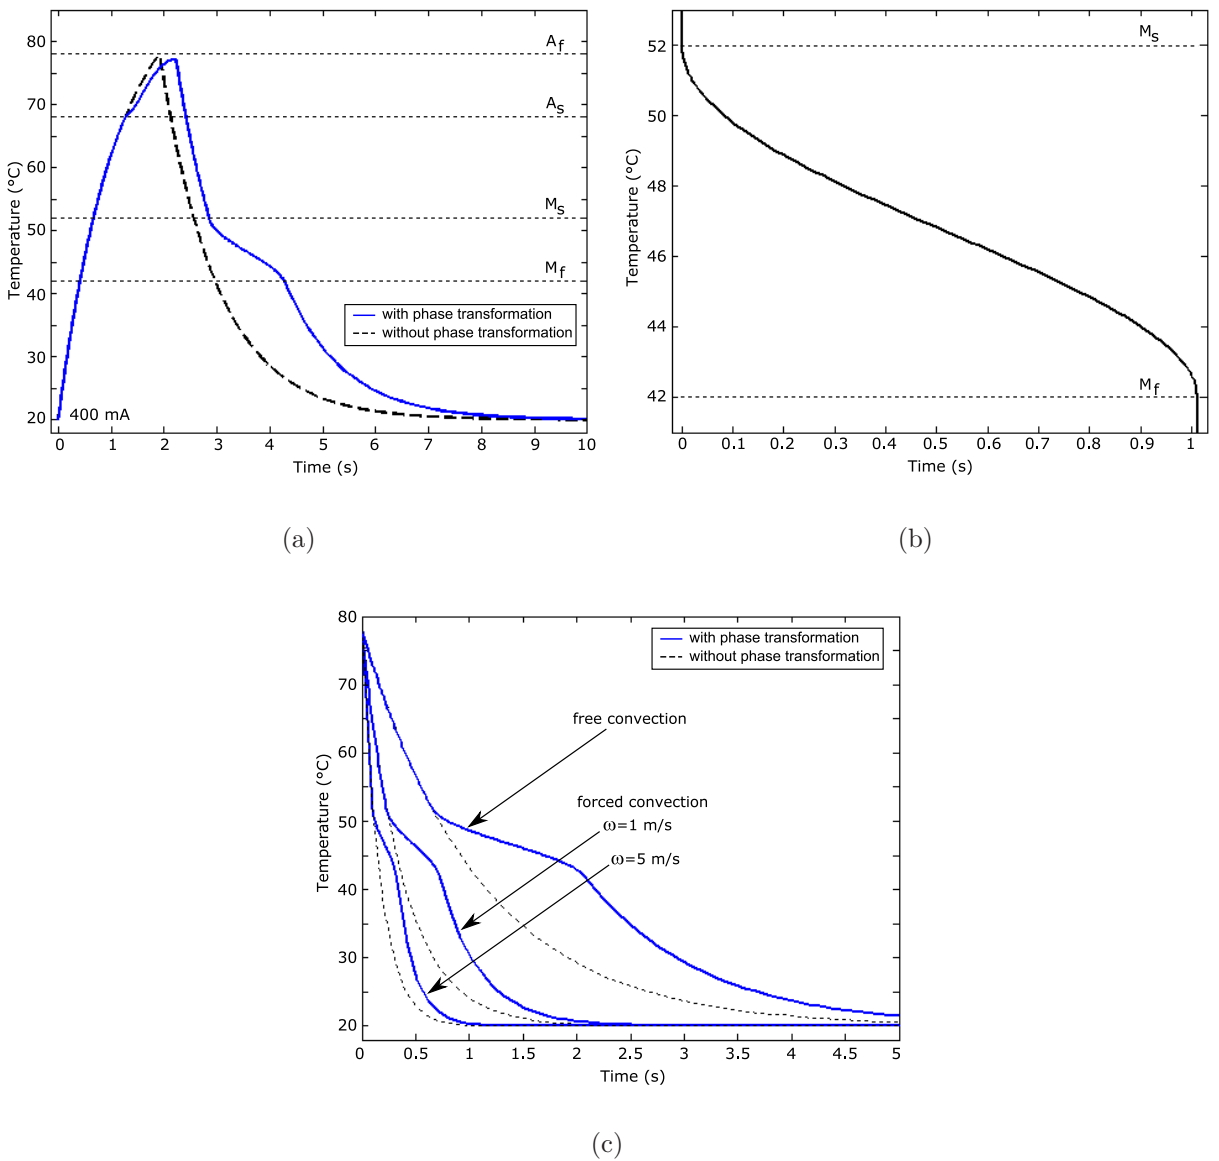 80
70
60
50
40
30
20
Temperature (°C)
A_f
A_s
M_s
M_f
with phase transformation
without phase transformation
400 mA
0 1 2 3 4 5 6 7 8 9 10
Time (s)
(a)
52
50
48
46
44
42
Temperature (°C)
M_s
M_f
0 0.1 0.2 0.3 0.4 0.5 0.6 0.7 0.8 0.9 1
Time (s)
(b)
80
70
60
50
40
30
20
Temperature (°C)
with phase transformation
without phase transformation
free convection
forced convection
ω=1 m/s
ω=5 m/s
0 0.5 1 1.5 2 2.5 3 3.5 4 4.5 5
Time (s)
(c)